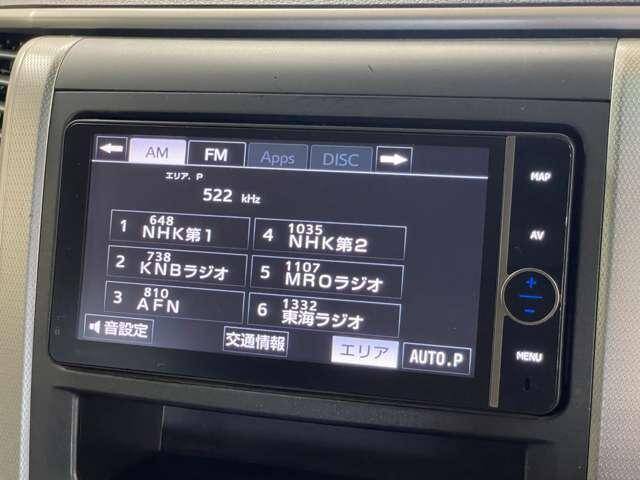 AM FM Apps DISC
エリア. P
522 kHz
1 648 NHK第1
4 1035 NHK第2
2 738 KNBラジオ
5 1107 MROラジオ
3 810 AFN
6 1332 東海ラジオ
音設定
交通情報
エリア
AUTO.P
MAP
AV
+
−
MENU